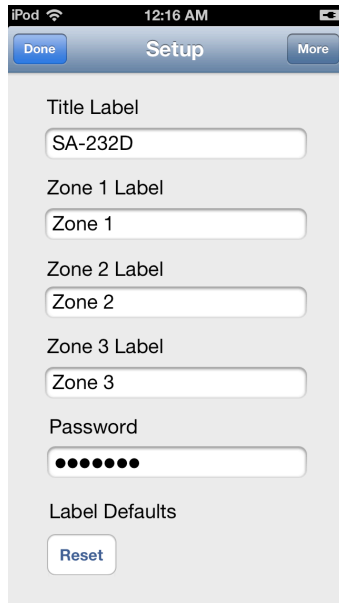 iPod 12:16 AM
Done Setup More
Title Label
SA-232D
Zone 1 Label
Zone 1
Zone 2 Label
Zone 2
Zone 3 Label
Zone 3
Password
●●●●●●●
Label Defaults
Reset